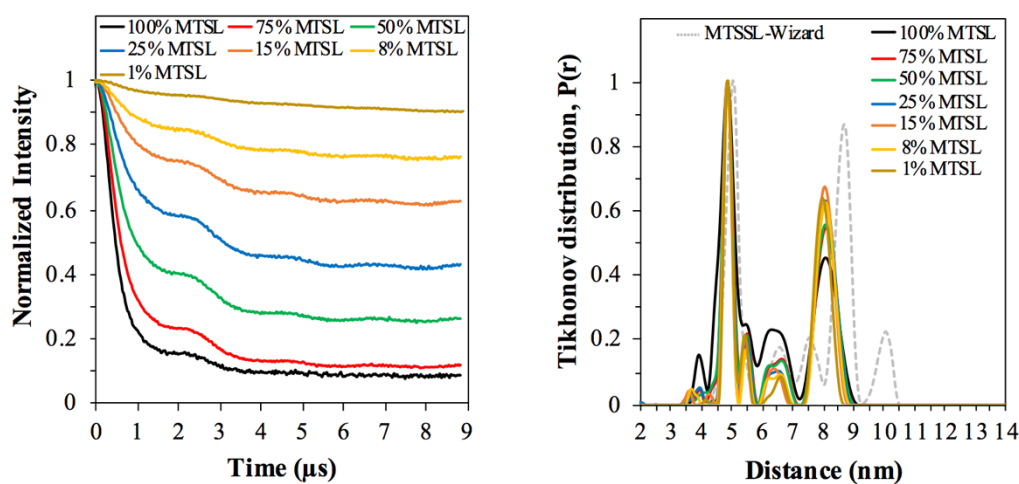 100% MTSL 75% MTSL 50% MTSL
25% MTSL 15% MTSL 8% MTSL
1% MTSL
Normalized Intensity
1
0.8
0.6
0.4
0.2
0
0 1 2 3 4 5 6 7 8 9
Time (µs)
MTSSL-Wizard
100% MTSL
75% MTSL
50% MTSL
25% MTSL
15% MTSL
8% MTSL
1% MTSL
Tikhonov distribution, P(r)
1
0.8
0.6
0.4
0.2
0
2 3 4 5 6 7 8 9 10 11 12 13 14
Distance (nm)